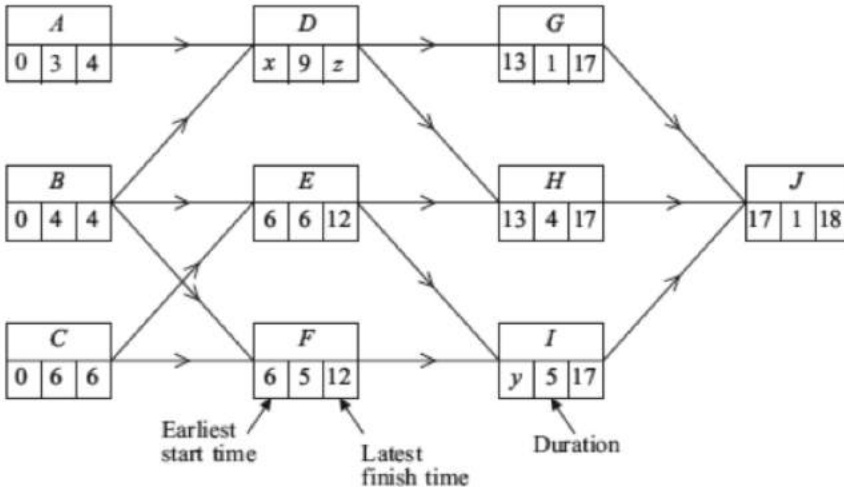 A
0 3 4
D
x 9 z
G
13 1 17
B
0 4 4
E
6 6 12
H
13 4 17
J
17 1 18
C
0 6 6
F
6 5 12
I
y 5 17
Earliest
start time
Latest
finish time
Duration